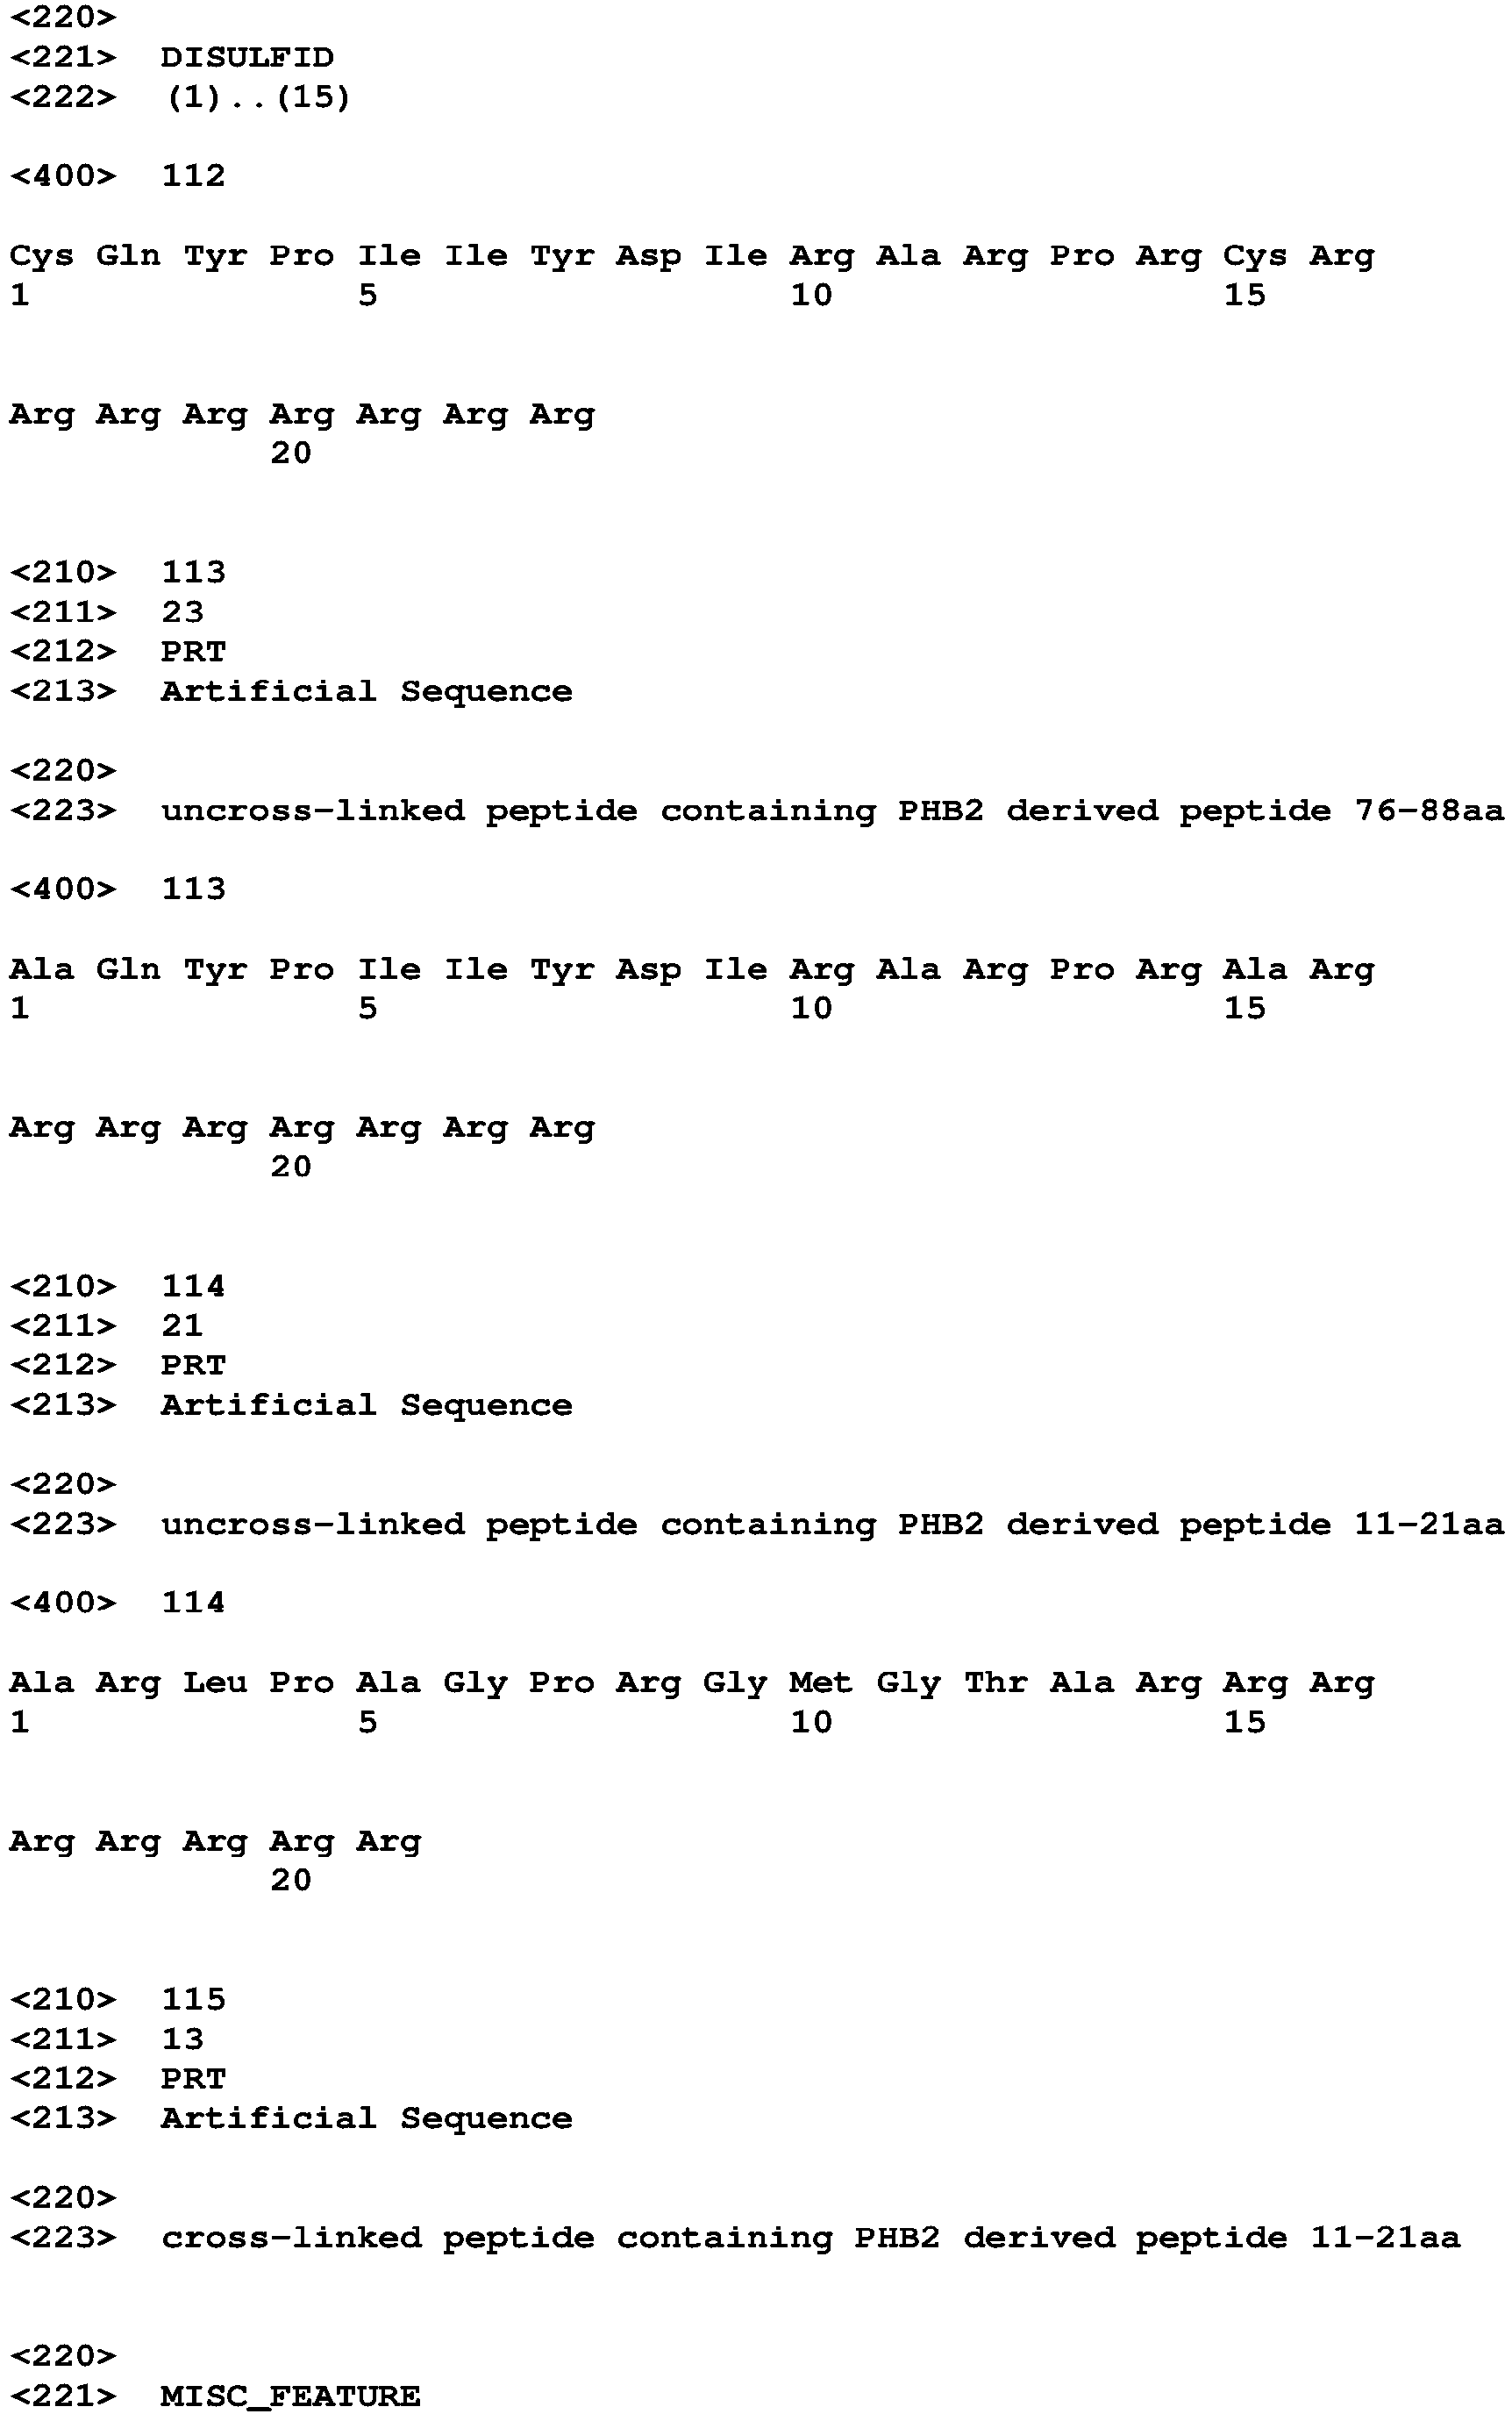 <220>
<221> DISULFID
<222> (1)..(15)
<400> 112
Cys Gln Tyr Pro Ile Ile Tyr Asp Ile Arg Ala Arg Pro Arg Cys Arg
1 5 10 15
Arg Arg Arg Arg Arg Arg Arg
20
<210> 113
<211> 23
<212> PRT
<213> Artificial Sequence
<220>
<223> uncross-linked peptide containing PHB2 derived peptide 76-88aa
<400> 113
Ala Gln Tyr Pro Ile Ile Tyr Asp Ile Arg Ala Arg Pro Arg Ala Arg
1 5 10 15
Arg Arg Arg Arg Arg Arg Arg
20
<210> 114
<211> 21
<212> PRT
<213> Artificial Sequence
<220>
<223> uncross-linked peptide containing PHB2 derived peptide 11-21aa
<400> 114
Ala Arg Leu Pro Ala Gly Pro Arg Gly Met Gly Thr Ala Arg Arg Arg
1 5 10 15
Arg Arg Arg Arg Arg
20
<210> 115
<211> 13
<212> PRT
<213> Artificial Sequence
<220>
<223> cross-linked peptide containing PHB2 derived peptide 11-21aa
<220>
<221> MISC_FEATURE